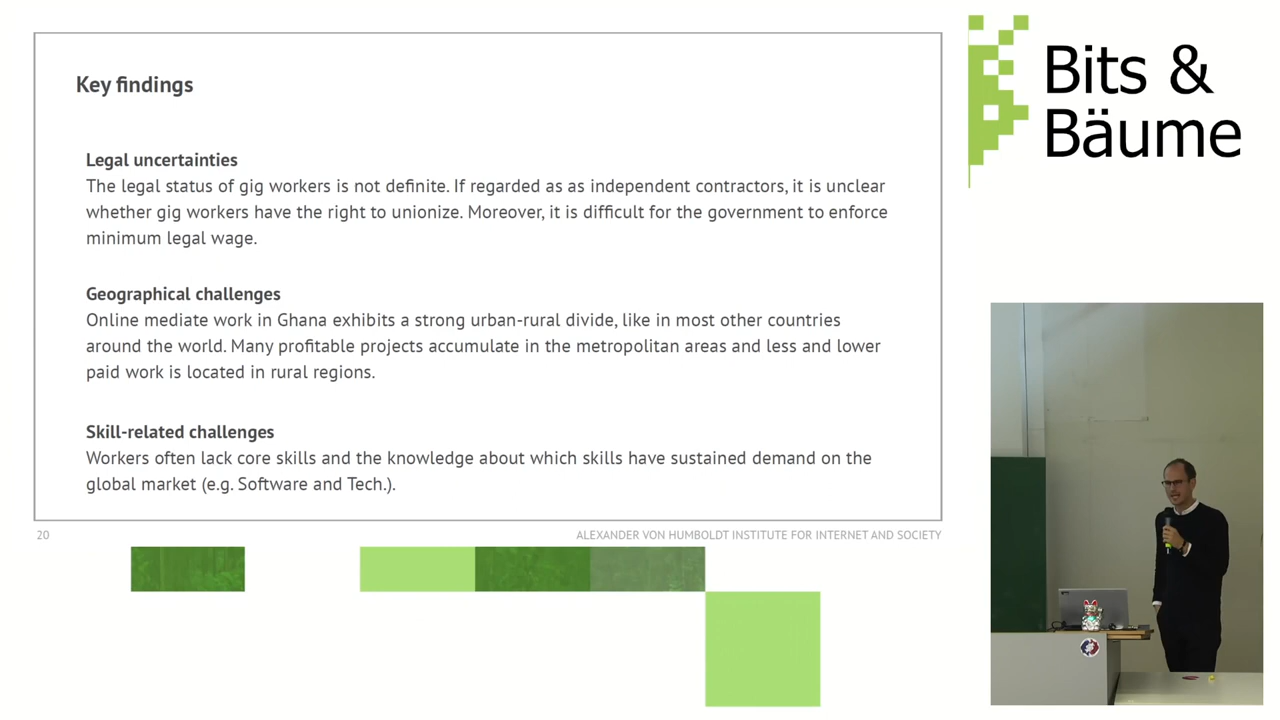 Key findings
Legal uncertainties
The legal status of gig workers is not definite. If regarded as as independent contractors, it is unclear
whether gig workers have the right to unionize. Moreover, it is difficult for the government to enforce
minimum legal wage.
Geographical challenges
Online mediate work in Ghana exhibits a strong urban-rural divide, like in most other countries
around the world. Many profitable projects accumulate in the metropolitan areas and less and lower
paid work is located in rural regions.
Skill-related challenges
Workers often lack core skills and the knowledge about which skills have sustained demand on the
global market (e.g. Software and Tech.).
20
ALEXANDER VON HUMBOLDT INSTITUTE FOR INTERNET AND SOCIETY
Bits &
Bäume